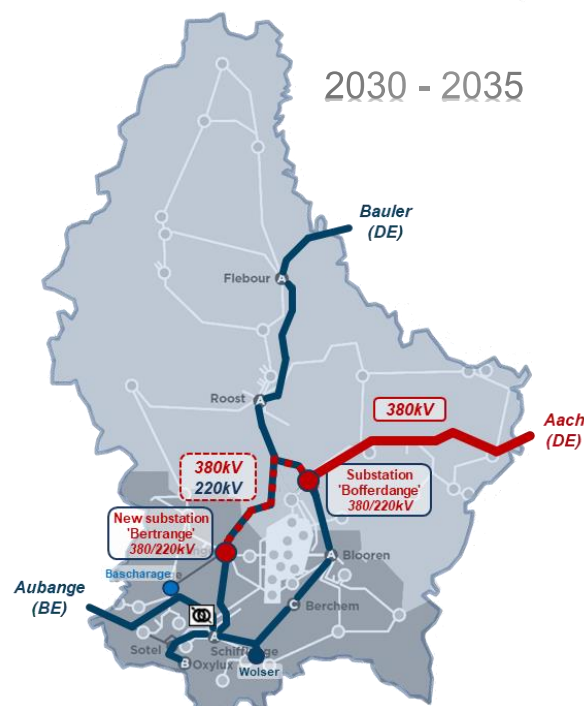 2030 - 2035
Bauler
(DE)
Flebour
A
Roost
A
380kV
Aach
(DE)
380kV
220kV
Substation
'Bofferdange'
380/220kV
New substation
'Bertrange'
380/220kV
A
Blooren
Bascharage
Aubange
(BE)
C
Berchem
A
Schifflange
Sotel
B
Oxylux
Wolser